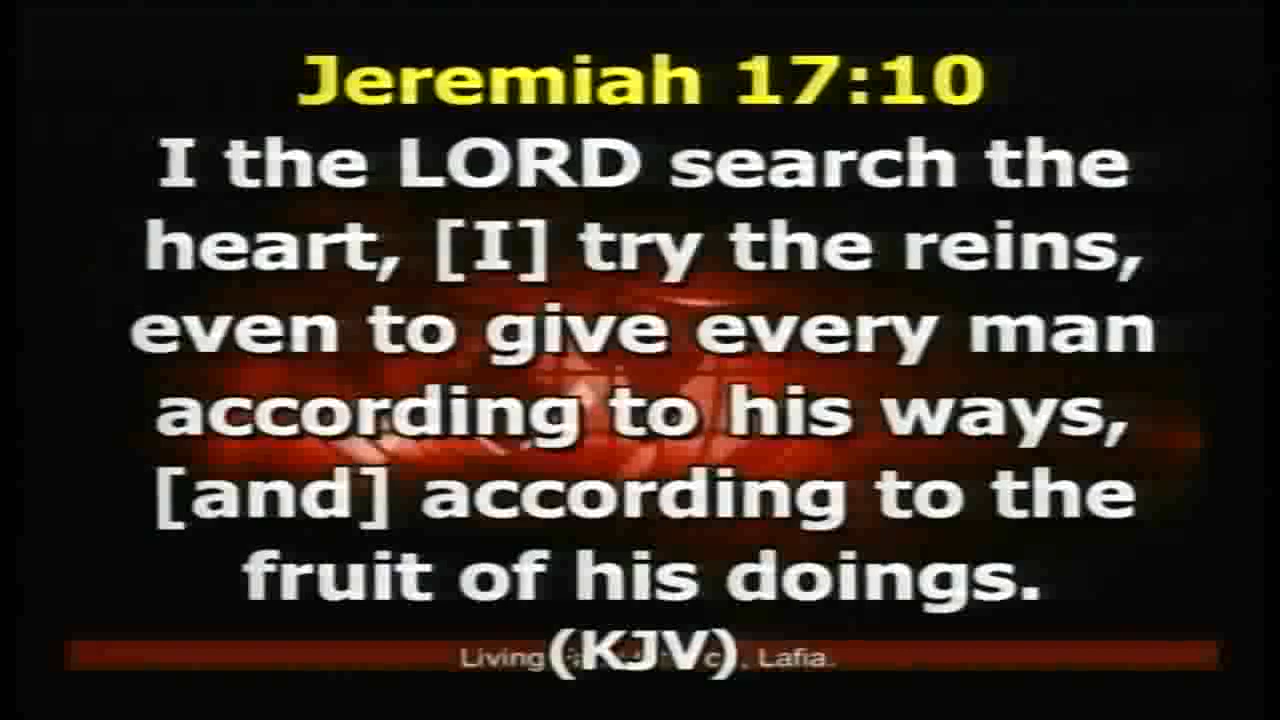 Jeremiah 17:10
I the LORD search the
heart, [I] try the reins,
even to give every man
according to his ways,
[and] according to the
fruit of his doings.
(KJV)
Living , Lafia.